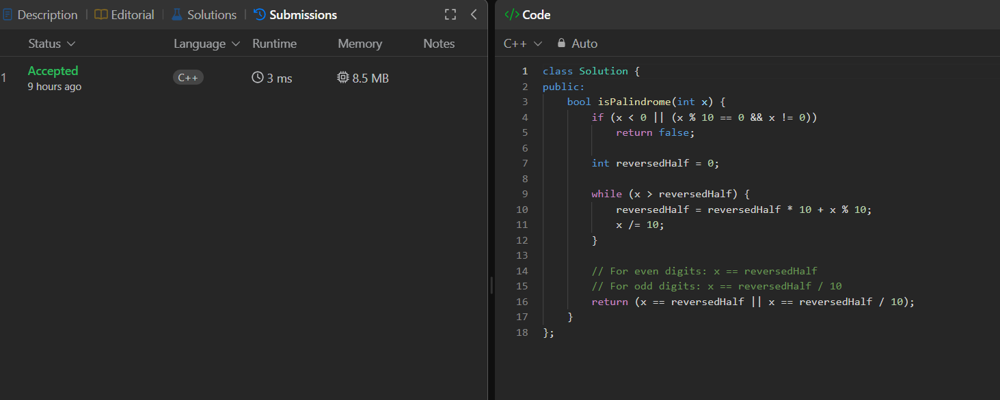 Description | Editorial | Solutions | Submissions
Status Language Runtime Memory Notes
1 Accepted C++ 3 ms 8.5 MB
9 hours ago
</> Code
C++ Auto
1 class Solution {
2 public:
3     bool isPalindrome(int x) {
4         if (x < 0 || (x % 10 == 0 && x != 0))
5             return false;
6
7         int reversedHalf = 0;
8
9         while (x > reversedHalf) {
10             reversedHalf = reversedHalf * 10 + x % 10;
11             x /= 10;
12         }
13
14         // For even digits: x == reversedHalf
15         // For odd digits: x == reversedHalf / 10
16         return (x == reversedHalf || x == reversedHalf / 10);
17     }
18 };